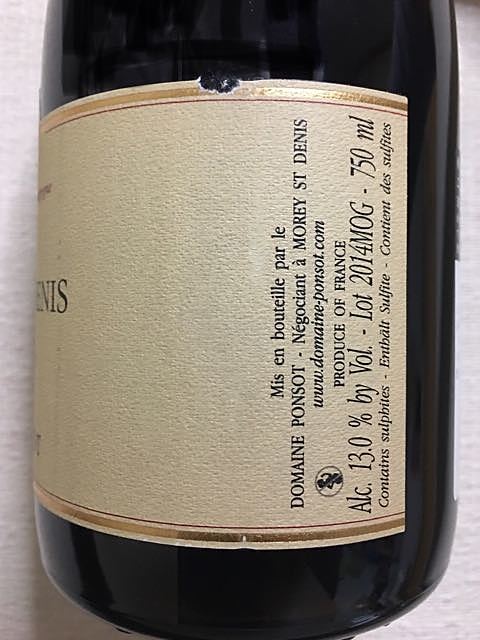 ENIS
Mis en bouteille par le
DOMAINE PONSOT - Négociant à MOREY ST DENIS
www.domaine-ponsot.com
PRODUCE OF FRANCE
Alc. 13.0 % by Vol. - Lot 2014MOG - 750 ml
Contains sulphites - Enthält Sulfite - Contient des sulfites